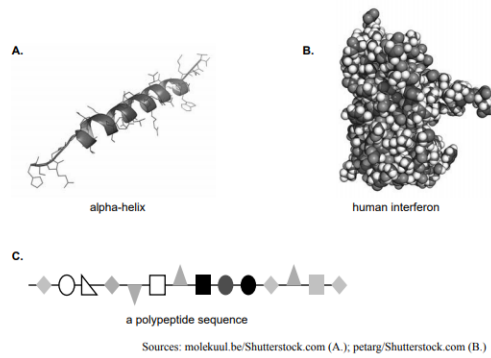 A.
B.
alpha-helix
human interferon
C.
a polypeptide sequence
Sources: molekuul.be/Shutterstock.com (A.); petarg/Shutterstock.com (B.)